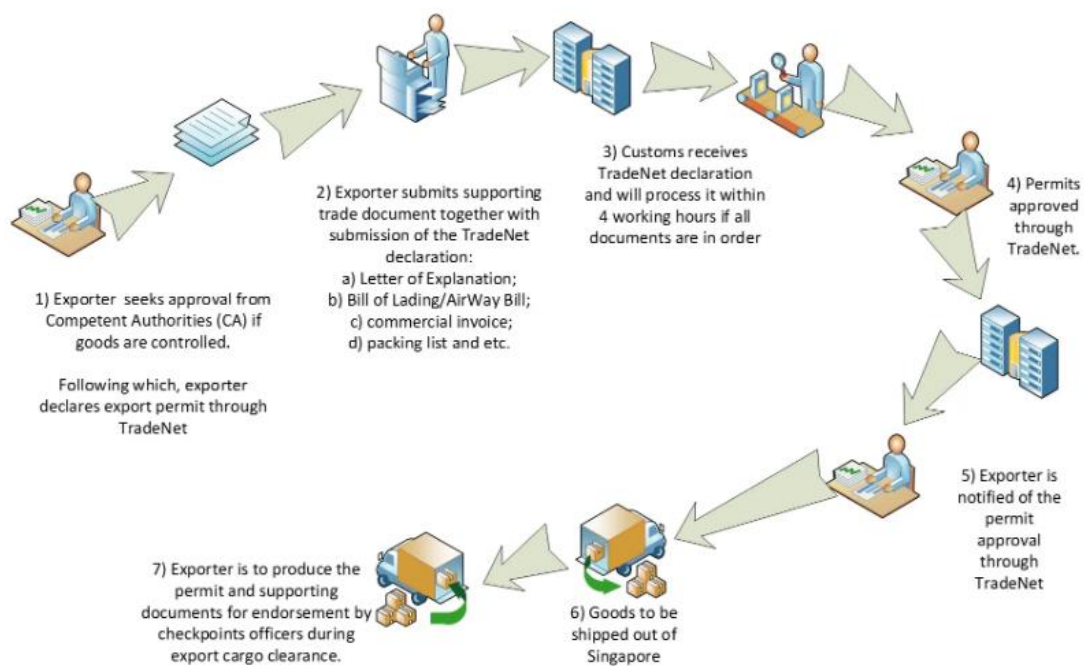 1) Exporter seeks approval from
Competent Authorities (CA) if
goods are controlled.
Following which, exporter
declares export permit through
TradeNet
2) Exporter submits supporting
trade document together with
submission of the TradeNet
declaration:
a) Letter of Explanation;
b) Bill of Lading/AirWay Bill;
c) commercial invoice;
d) packing list and etc.
3) Customs receives
TradeNet declaration
and will process it within
4 working hours if all
documents are in order
4) Permits
approved
through
TradeNet.
5) Exporter is
notified of the
permit
approval
through
TradeNet
6) Goods to be
shipped out of
Singapore
7) Exporter is to produce the
permit and supporting
documents for endorsement by
checkpoints officers during
export cargo clearance.